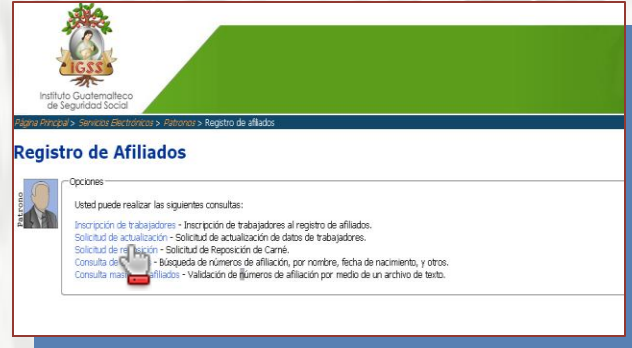 IGSS
Instituto Guatemalteco
de Seguridad Social
Página Principal > Servicios Electrónicos > Patronos > Registro de afiliados
Registro de Afiliados
Opciones
Patrono
Usted puede realizar las siguientes consultas:
Inscripción de trabajadores - Inscripción de trabajadores al registro de afiliados.
Solicitud de actualización - Solicitud de actualización de datos de trabajadores.
Solicitud de reposición - Solicitud de Reposición de Carné.
Consulta de - Búsqueda de números de afiliación, por nombre, fecha de nacimiento, y otros.
Consulta afiliados - Validación de números de afiliación por medio de un archivo de texto.